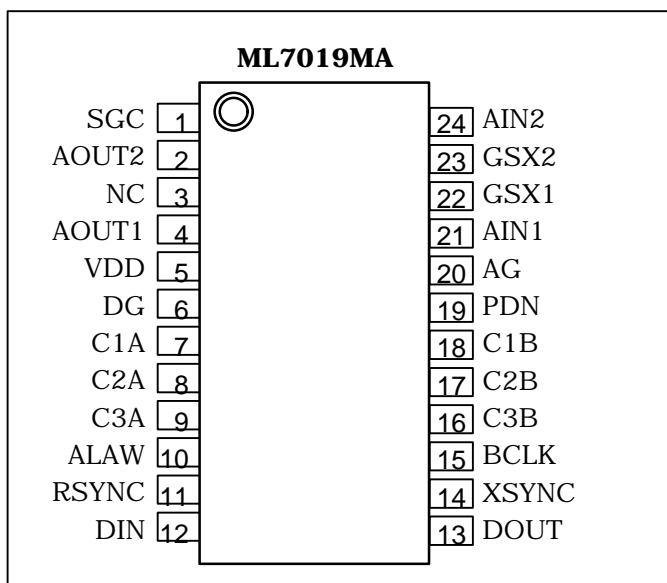 ML7019MA
SGC 1 24 AIN2
AOUT2 2 23 GSX2
NC 3 22 GSX1
AOUT1 4 21 AIN1
VDD 5 20 AG
DG 6 19 PDN
C1A 7 18 C1B
C2A 8 17 C2B
C3A 9 16 C3B
ALAW 10 15 BCLK
RSYNC 11 14 XSYNC
DIN 12 13 DOUT